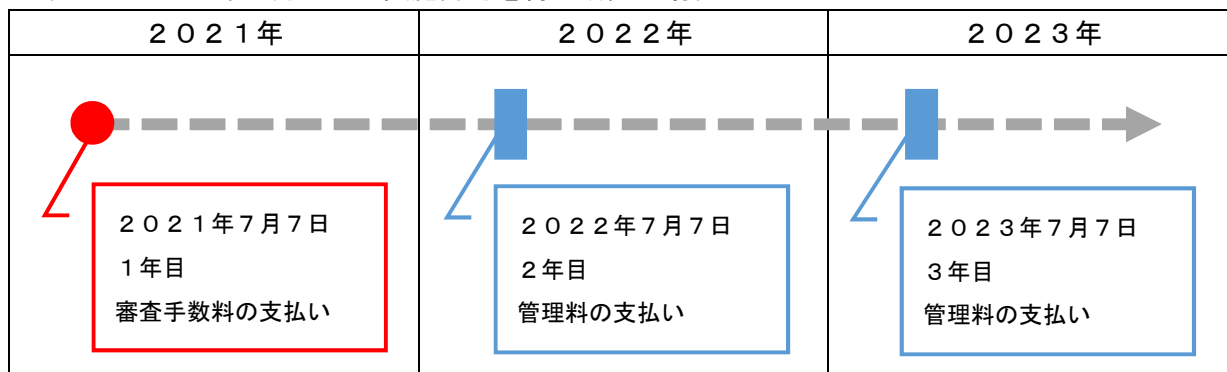 ２０２１年
２０２２年
２０２３年
２０２１年７月７日
１年目
審査手数料の支払い
２０２２年７月７日
２年目
管理料の支払い
２０２３年７月７日
３年目
管理料の支払い